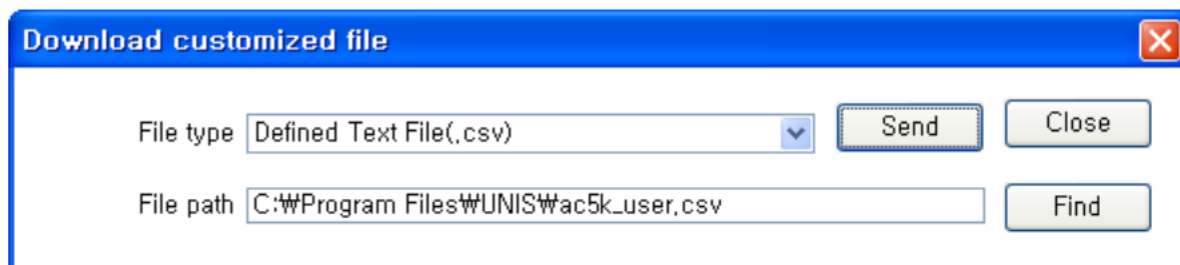 Download customized file
File type Defined Text File(.csv) Send Close
File path C:₩Program Files₩UNIS₩ac5k_user.csv Find